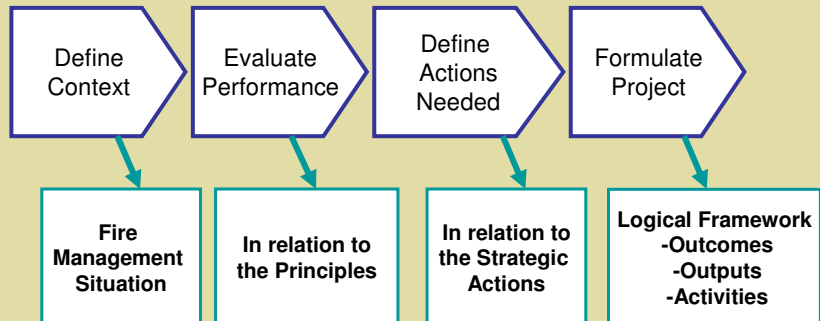 Define
Context
Evaluate
Performance
Define
Actions
Needed
Formulate
Project
Fire
Management
Situation
In relation to
the Principles
In relation to
the Strategic
Actions
Logical Framework
-Outcomes
-Outputs
-Activities